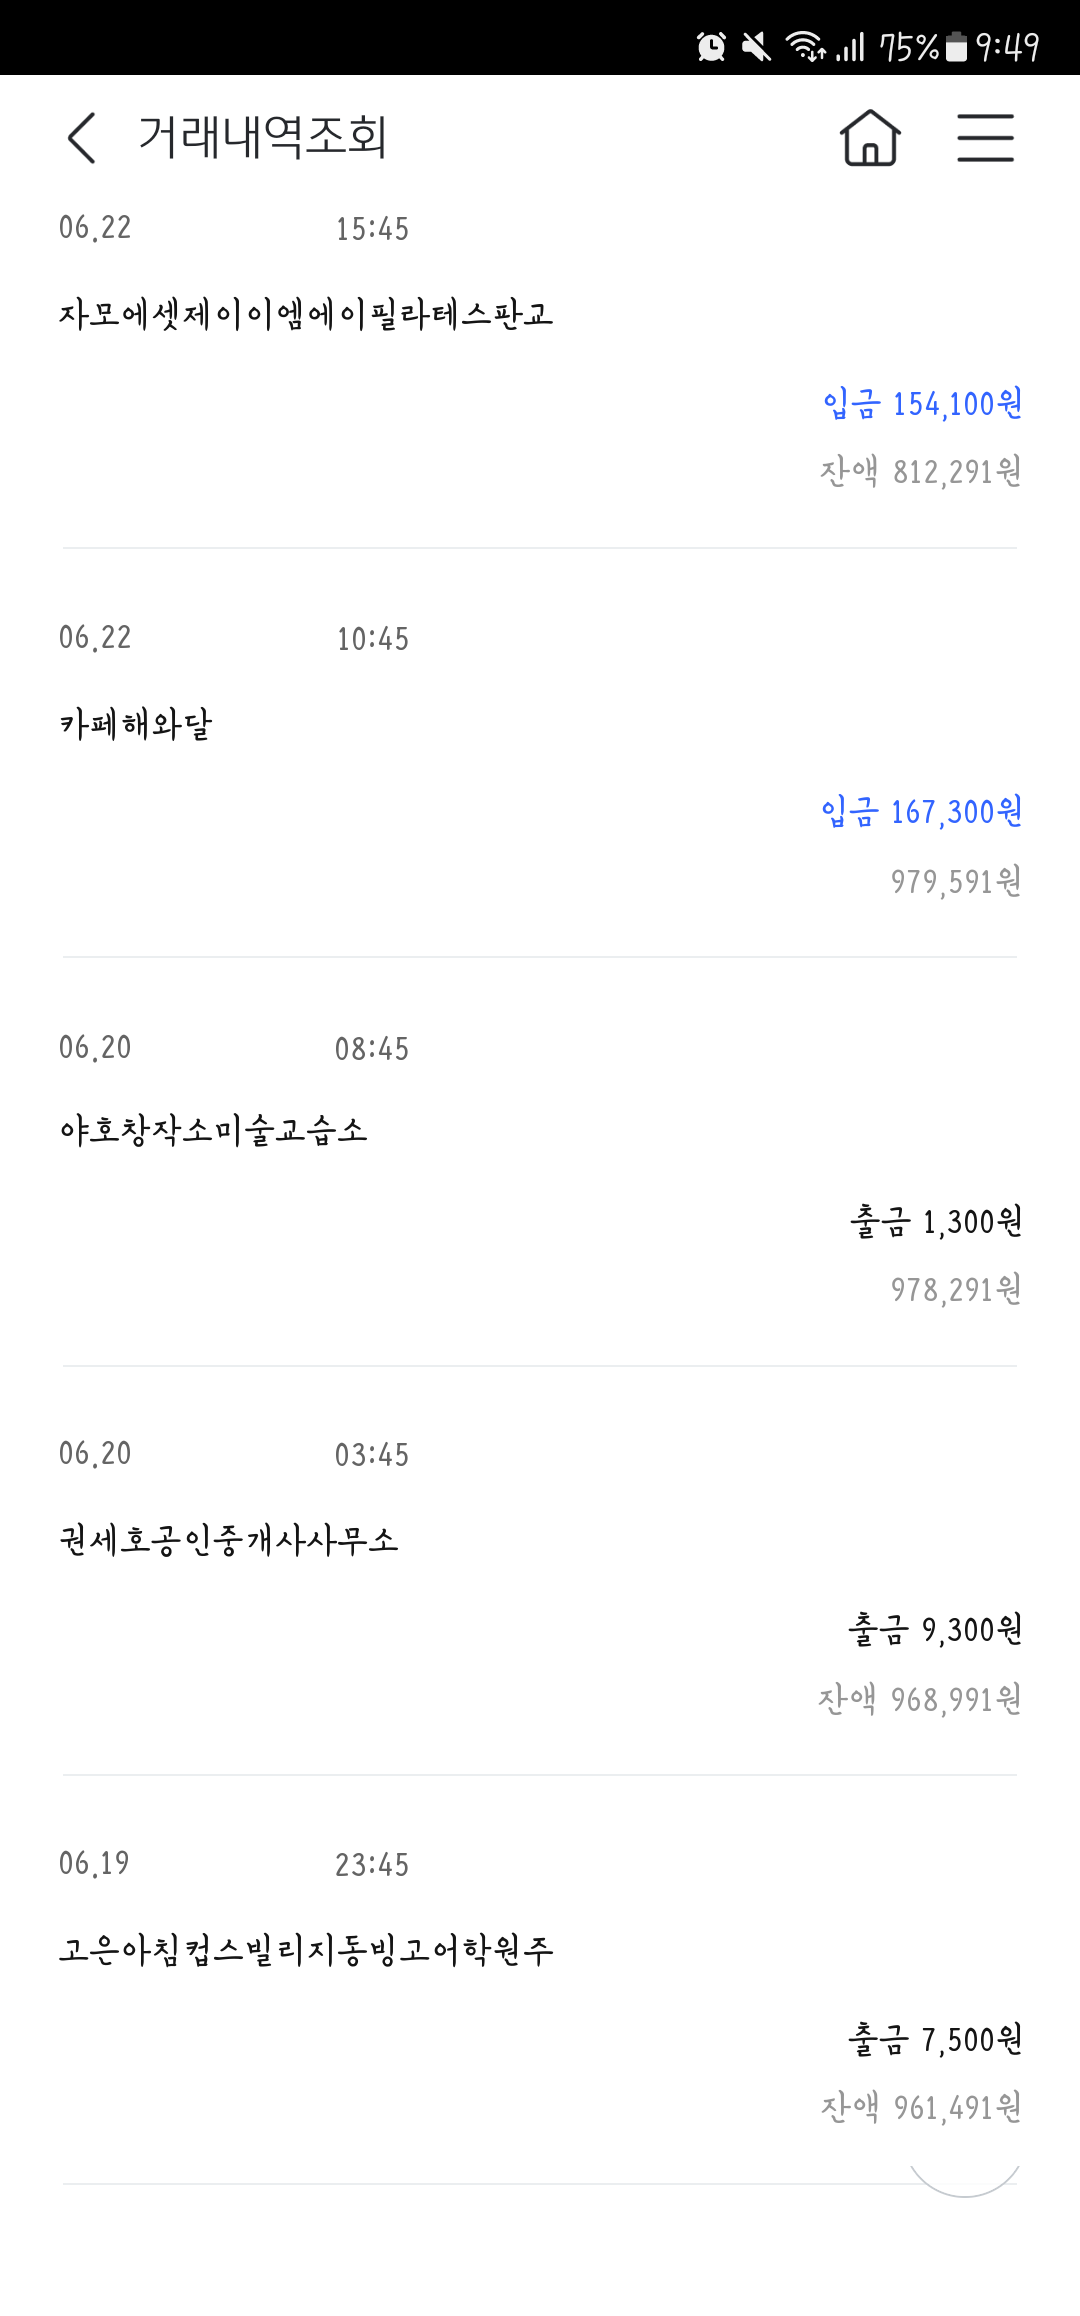 75% 9:49
거래내역조회
06.22 15:45
자모에셋제이이엠에이필라테스판교
입금 154,100원
잔액 812,291원
06.22 10:45
카페해와달
입금 167,300원
979,591원
06.20 08:45
야호창작소미술교습소
출금 1,300원
978,291원
06.20 03:45
권세호공인중개사사무소
출금 9,300원
잔액 968,991원
06.19 23:45
고은아침컵스빌리지동빙고어학원주
출금 7,500원
잔액 961,491원